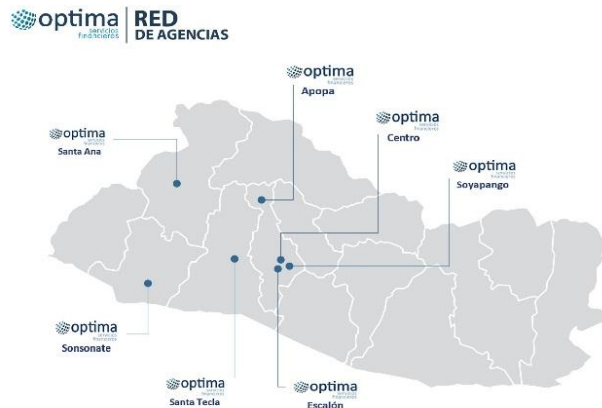 optima
servicios
financieros
RED
DE AGENCIAS
optima
Apopa
optima
Centro
optima
Santa Ana
optima
Soyapango
optima
Sonsonate
optima
Santa Tecla
optima
Escalón